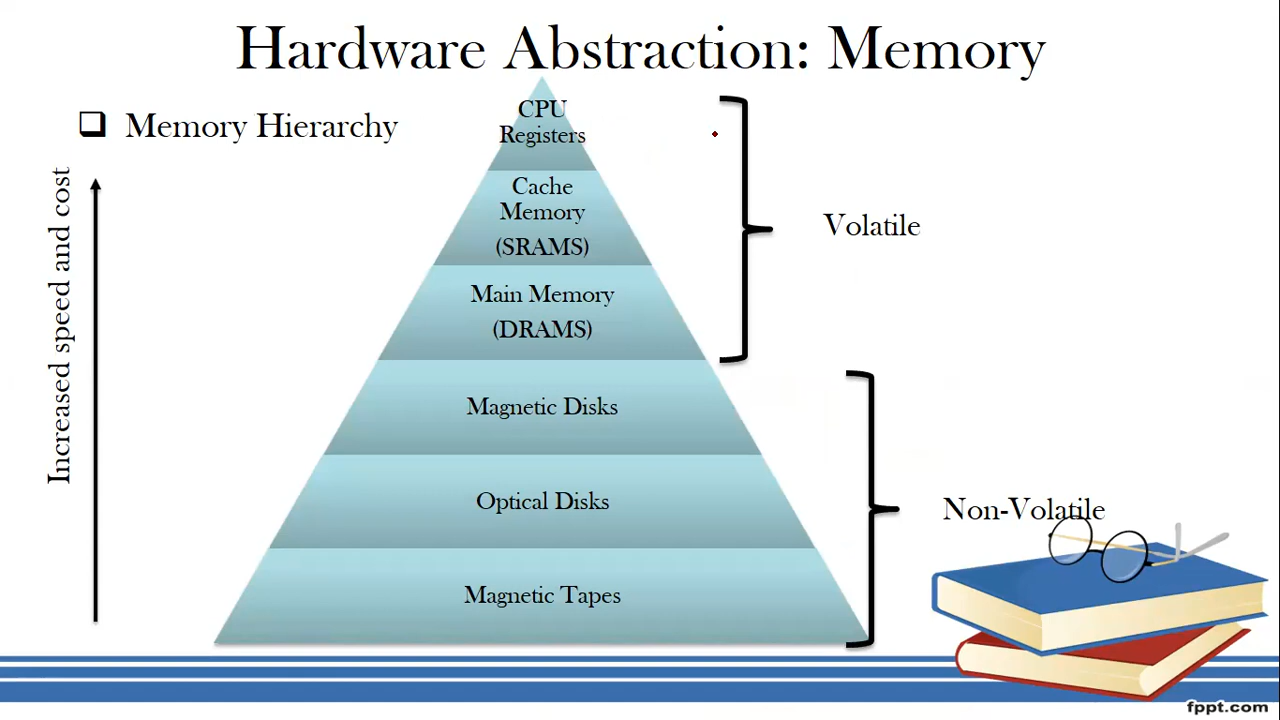 Hardware Abstraction: Memory
❑ Memory Hierarchy
Increased speed and cost
CPU
Registers
Cache
Memory
(SRAMS)
Main Memory
(DRAMS)
Magnetic Disks
Optical Disks
Magnetic Tapes
Volatile
Non-Volatile
fppt.com